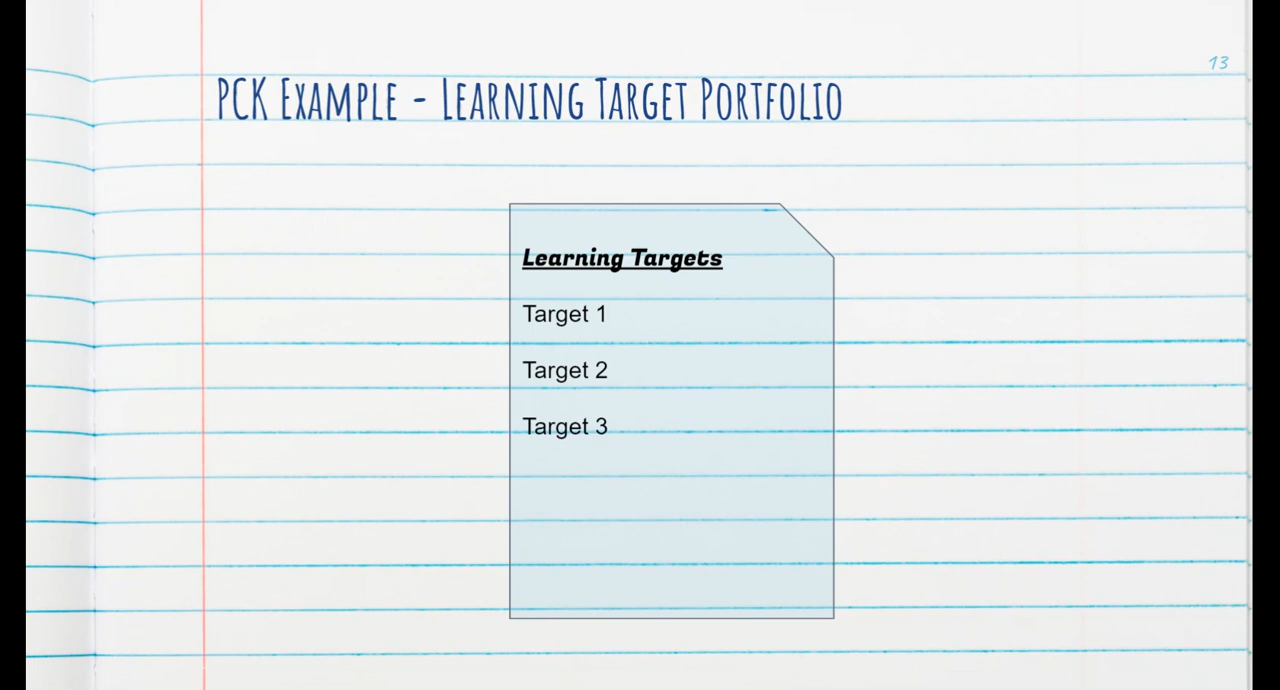 13
PCK Example - Learning Target Portfolio
Learning Targets
Target 1
Target 2
Target 3